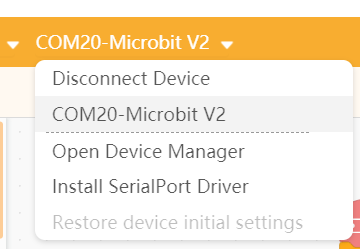 COM20-Microbit V2
Disconnect Device
COM20-Microbit V2
Open Device Manager
Install SerialPort Driver
Restore device initial settings